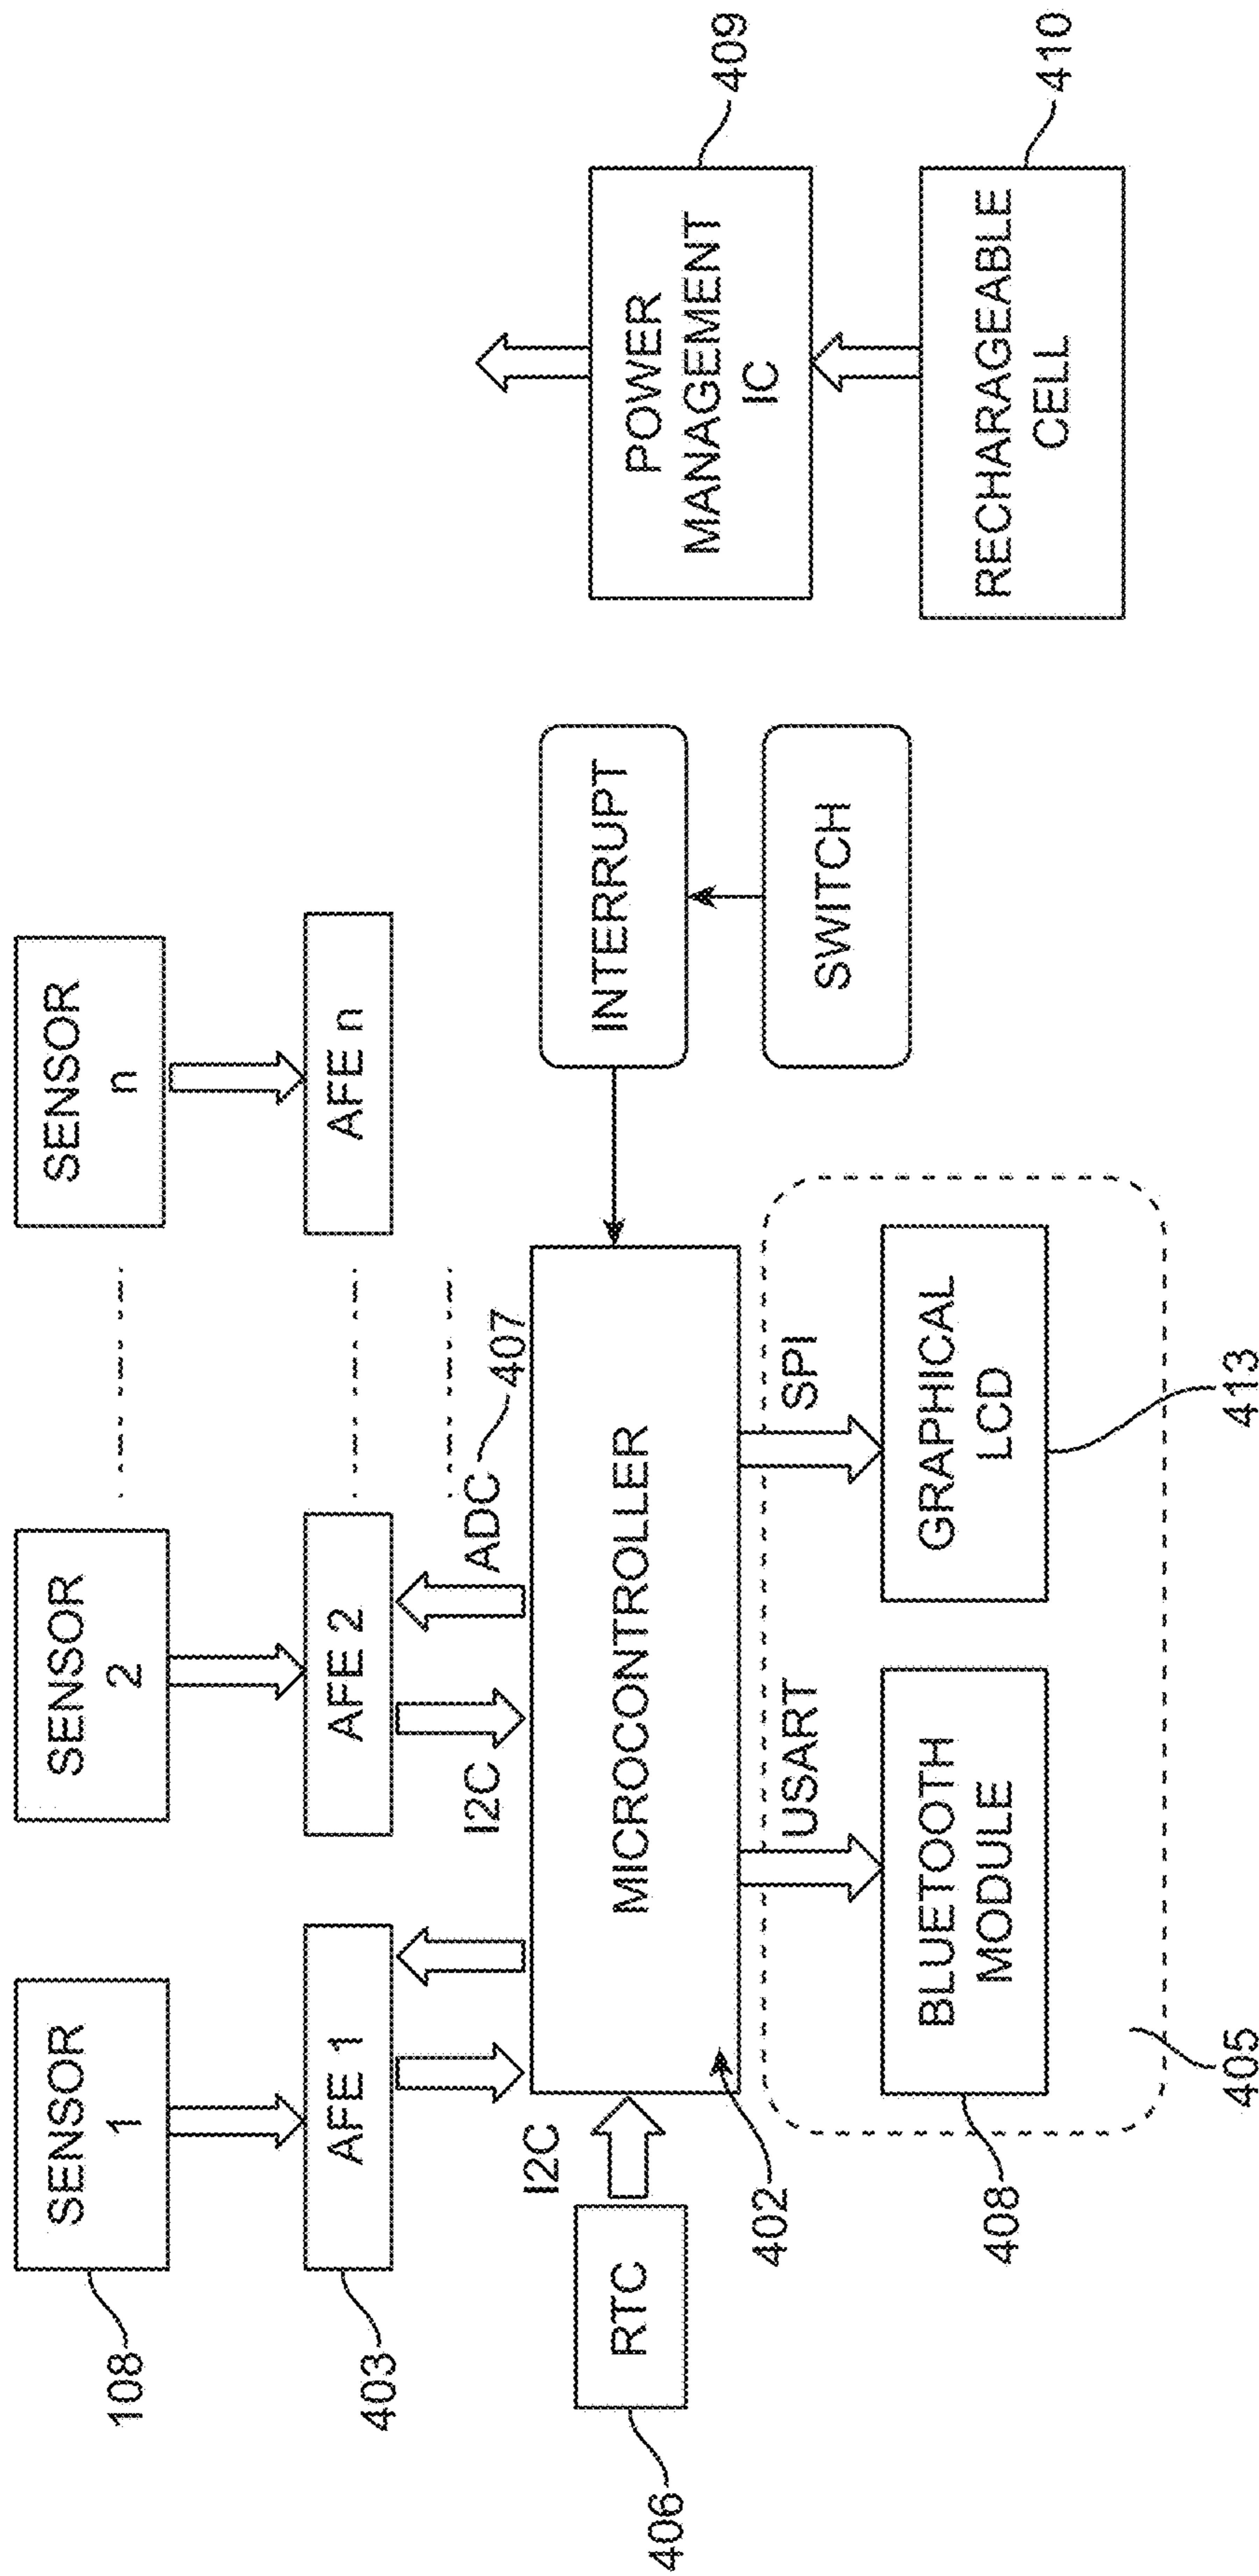 SENSOR
1
SENSOR
2
SENSOR
n
108
AFE 1
AFE 2
AFE n
403
I2C
ADC
407
I2C
RTC
406
MICROCONTROLLER
402
INTERRUPT
SWITCH
USART
SPI
BLUETOOTH
MODULE
GRAPHICAL
LCD
408
405
413
POWER
MANAGEMENT
IC
409
RECHARAGEABLE
CELL
410